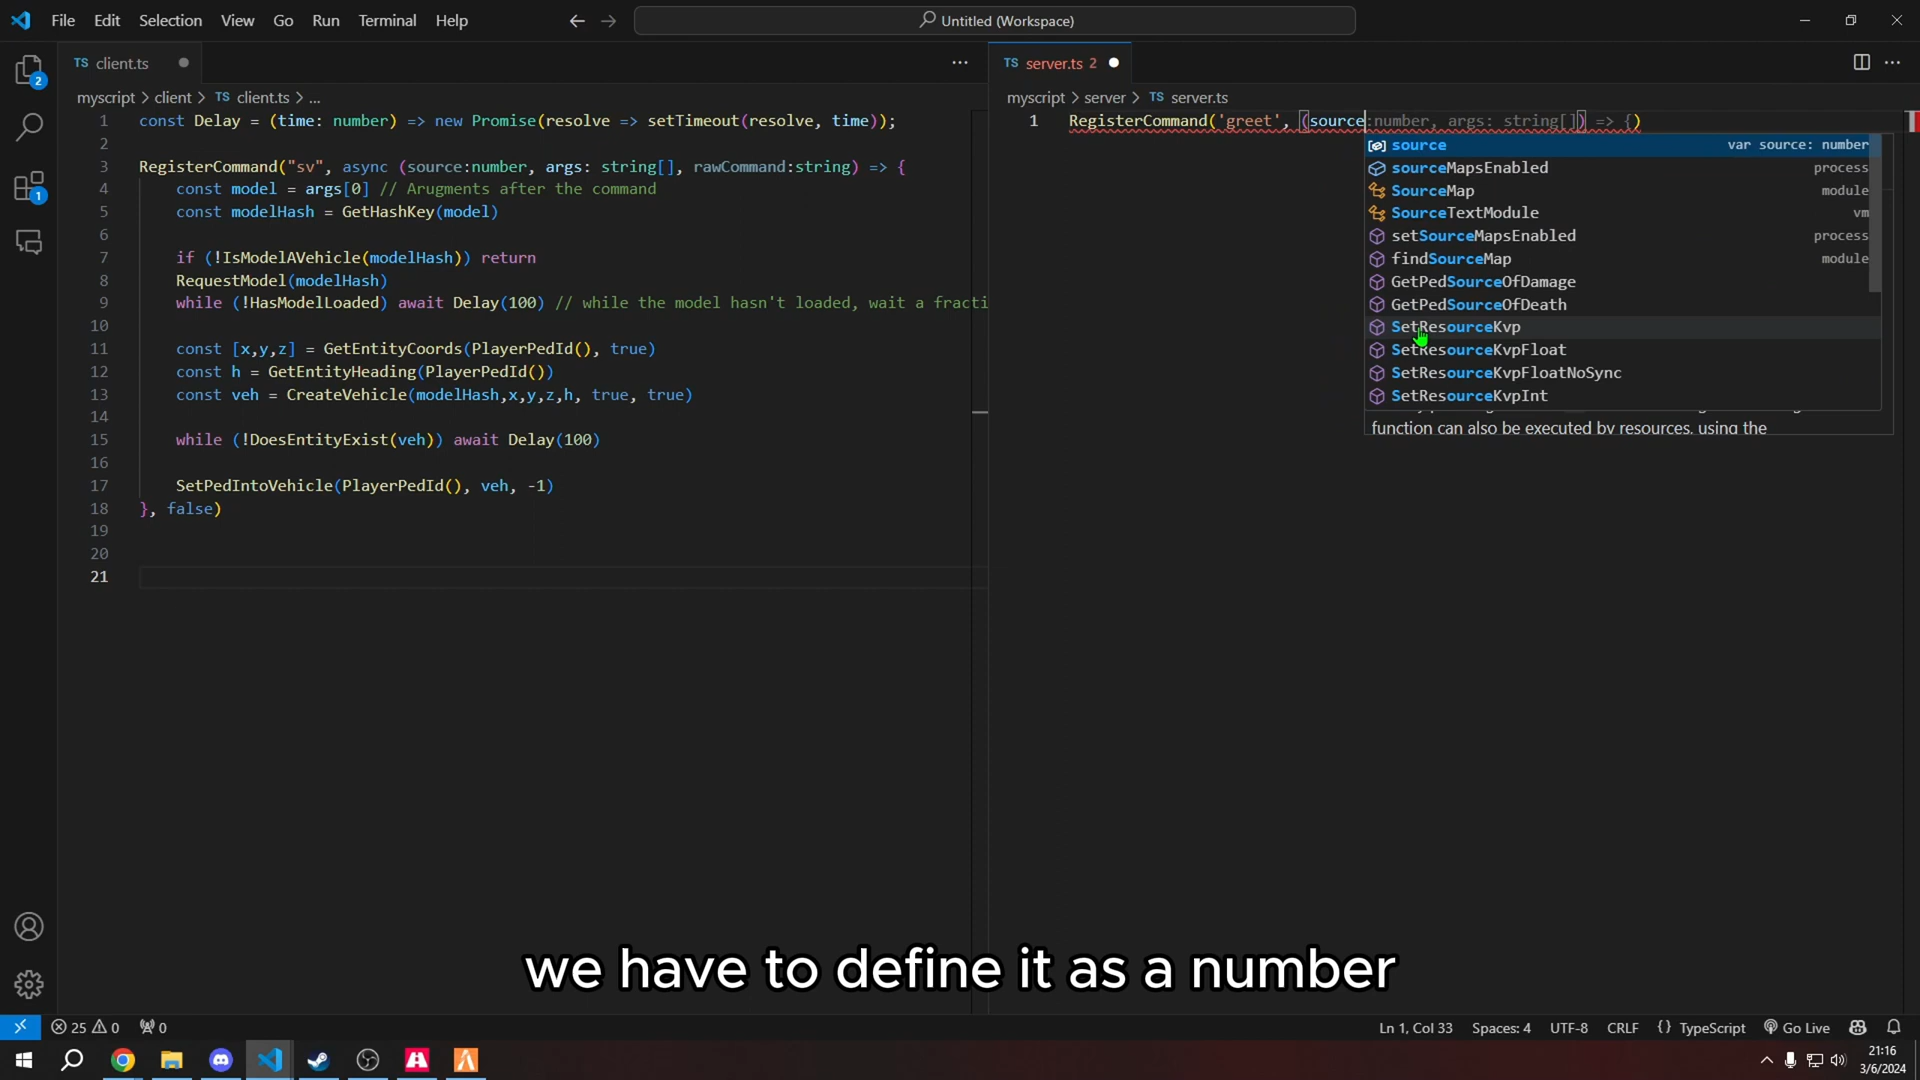 File Edit Selection View Go Run Terminal Help
Untitled (Workspace)
TS client.ts
TS server.ts 2
myscript > client > TS client.ts > ...
myscript > server > TS server.ts
1 const Delay = (time: number) => new Promise(resolve => setTimeout(resolve, time));
2
3 RegisterCommand("sv", async (source:number, args: string[], rawCommand:string) => {
4 const model = args[0] // Arugments after the command
5 const modelHash = GetHashKey(model)
6
7 if (!IsModelAVehicle(modelHash)) return
8 RequestModel(modelHash)
9 while (!HasModelLoaded) await Delay(100) // while the model hasn't loaded, wait a fracti
10
11 const [x,y,z] = GetEntityCoords(PlayerPedId(), true)
12 const h = GetEntityHeading(PlayerPedId())
13 const veh = CreateVehicle(modelHash,x,y,z,h, true, true)
14
15 while (!DoesEntityExist(veh)) await Delay(100)
16
17 SetPedIntoVehicle(PlayerPedId(), veh, -1)
18 }, false)
19
20
21
1 RegisterCommand('greet', (source:number, args: string[]) => {)
source var source: number
sourceMapsEnabled process
SourceMap module
SourceTextModule vm
setSourceMapsEnabled process
findSourceMap module
GetPedSourceOfDamage
GetPedSourceOfDeath
SetResourceKvp
SetResourceKvpFloat
SetResourceKvpFloatNoSync
SetResourceKvpInt
function can also be executed by resources, using the
2
1
we have to define it as a number
25 0 0
Ln 1, Col 33 Spaces: 4 UTF-8 CRLF {} TypeScript Go Live
21:16
3/6/2024